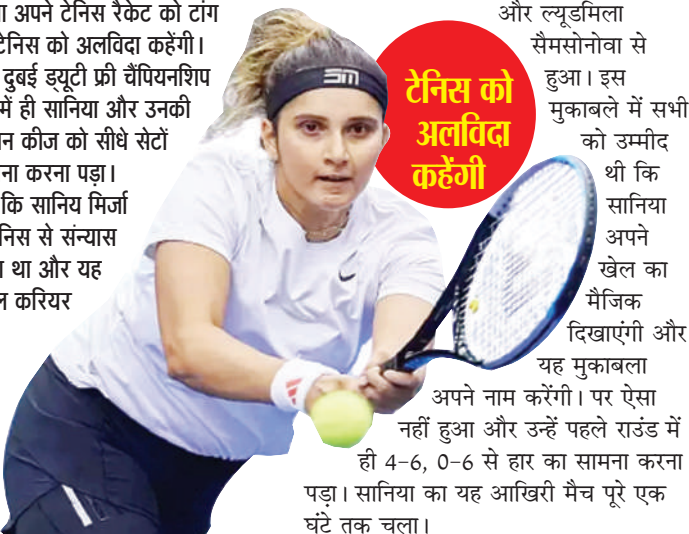 अपने टेनिस रैकेट को टांग
टेनिस को अलविदा कहेंगी।
दुबई ड्यूटी फ्री चैंपियनशिप
में ही सानिया और उनकी
कीज को सीधे सेटों
करना पड़ा।
कि सानिय मिर्जा
से संन्यास
था और यह
करियर
SM
टेनिस को
अलविदा
कहेंगी
और ल्यूडमिला
सैमसोनोवा से
हुआ। इस
मुकाबले में सभी
को उम्मीद
थी कि
सानिया
अपने
खेल का
मैजिक
दिखाएंगी और
यह मुकाबला
अपने नाम करेंगी। पर ऐसा
नहीं हुआ और उन्हें पहले राउंड में
ही 4-6, 0-6 से हार का सामना करना
पड़ा। सानिया का यह आखिरी मैच पूरे एक
घंटे तक चला।